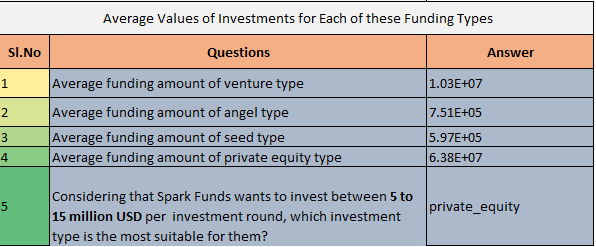 Average Values of Investments for Each of these Funding Types
Sl.No Questions Answer
1 Average funding amount of venture type 1.03E+07
2 Average funding amount of angel type 7.51E+05
3 Average funding amount of seed type 5.97E+05
4 Average funding amount of private equity type 6.38E+07
Considering that Spark Funds wants to invest between 5 to
5 15 million USD per investment round, which investment private_equity
type is the most suitable for them?